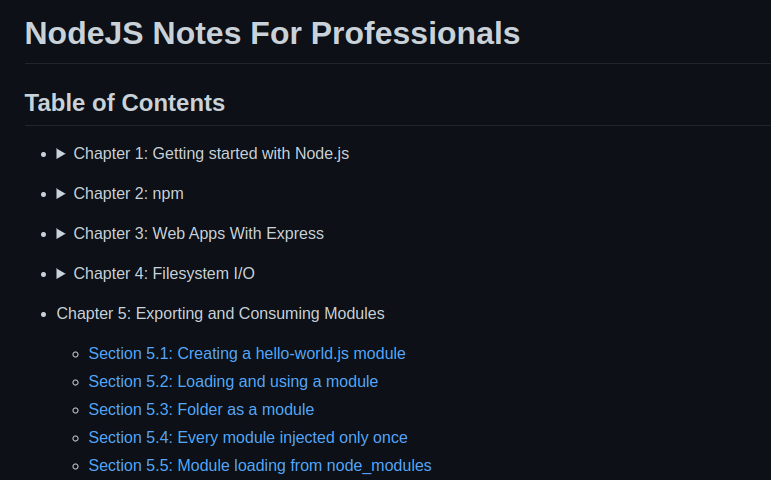 NodeJS Notes For Professionals
Table of Contents
Chapter 1: Getting started with Node.js
Chapter 2: npm
Chapter 3: Web Apps With Express
Chapter 4: Filesystem I/O
Chapter 5: Exporting and Consuming Modules
Section 5.1: Creating a hello-world.js module
Section 5.2: Loading and using a module
Section 5.3: Folder as a module
Section 5.4: Every module injected only once
Section 5.5: Module loading from node_modules